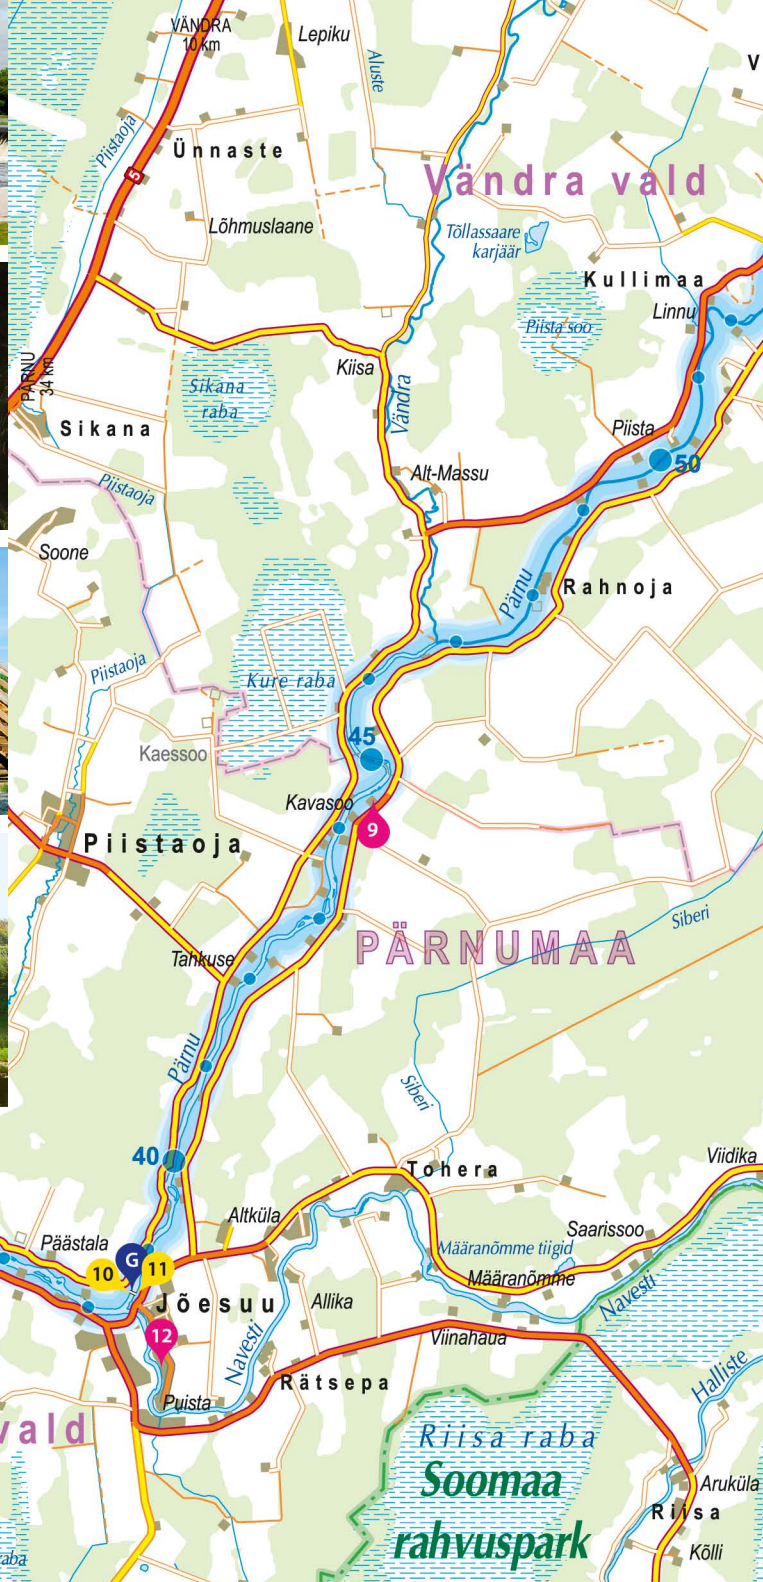 VÄNDRA
10 km
Lepiku
Aluste
V
Piistaoja
Ünnaste
5
Vändra vald
Lõhmuslaane
Tõllassaare
karjäär
Kullimaa
Linnu
Piista soo
PÄRNU
34 km
Kiisa
Sikana
raba
Vändra
Sikana
Piista
50
Alt-Massu
Piistaoja
Soone
Pärnu
Rahnoja
Piistaoja
Kure raba
45
Kaessoo
Kavasoo
9
Piistaoja
Siberi
PÄRNUMAA
Tahkuse
Pärnu
Siberi
40
Tohera
Viidika
Altküla
Saarissoo
Päästala
G
Määranõmme tiigid
10
11
Määranõmme
Jõesuu
Allika
Navesti
12
Navesti
Viinahaua
Halliste
Rätsepa
Puista
vald
Riisa raba
Soomaa
rahvuspark
Aruküla
Riisa
Kõlli
raba